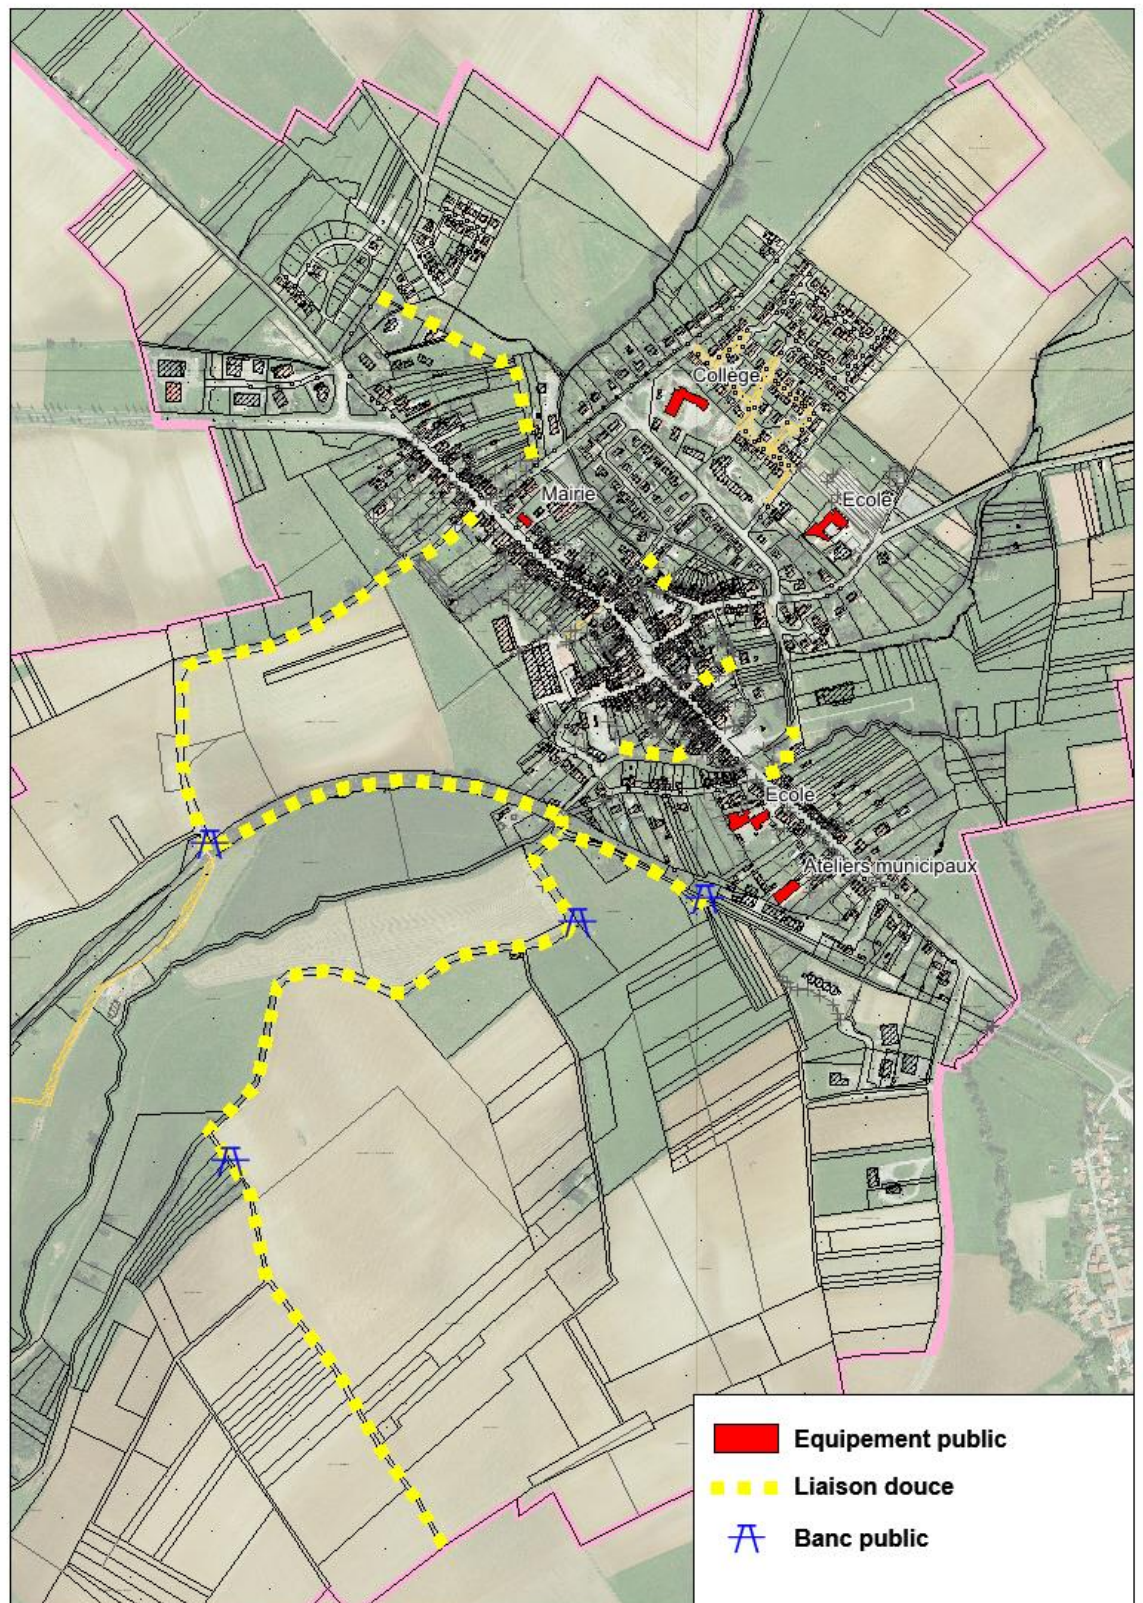 Collège
Mairie
Ecole
Ecole
Ateliers municipaux
Equipement public
Liaison douce
Banc public